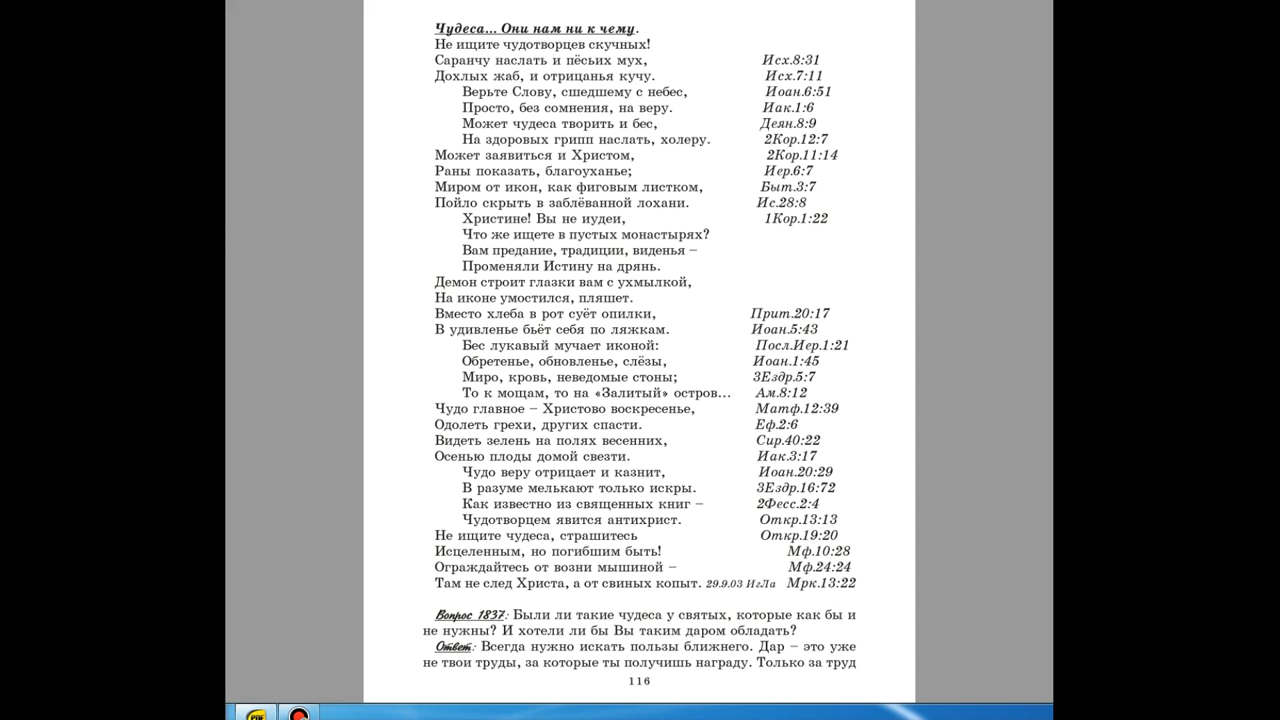 Чудеса... Они нам ни к чему.
Не ищите чудотворцев скучных!
Саранчу наслать и пёсьих мух, Исх.8:31
Дохлых жаб, и отрицанья кучу. Исх.7:11
Верьте Слову, сшедшему с небес, Иоан.6:51
Просто, без сомнения, на веру. Иак.1:6
Может чудеса творить и бес, Деян.8:9
На здоровых грипп наслать, холеру. 2Кор.12:7
Может заявиться и Христом, 2Кор.11:14
Раны показать, благоуханье; Иер.6:7
Миром от икон, как фиговым листком, Быт.3:7
Пойло скрыть в заблёванной лохани. Ис.28:8
Христине! Вы не иудеи, 1Кор.1:22
Что же ищете в пустых монастырях?
Вам предание, традиции, виденья –
Променяли Истину на дрянь.
Демон строит глазки вам с ухмылкой,
На иконе умостился, пляшет.
Вместо хлеба в рот суёт опилки, Прит.20:17
В удивленье бьёт себя по ляжкам. Иоан.5:43
Бес лукавый мучает иконой: Посл.Иер.1:21
Обретенье, обновленье, слёзы, Иоан.1:45
Миро, кровь, неведомые стоны; 3Ездр.5:7
То к мощам, то на «Залитый» остров... Ам.8:12
Чудо главное – Христово воскресенье, Матф.12:39
Одолеть грехи, других спасти. Еф.2:6
Видеть зелень на полях весенних, Сир.40:22
Осенью плоды домой свезти. Иак.3:17
Чудо веру отрицает и казнит, Иоан.20:29
В разуме мелькают только искры. 3Ездр.16:72
Как известно из священных книг – 2Фесс.2:4
Чудотворцем явится антихрист. Откр.13:13
Не ищите чудеса, страшитесь Откр.19:20
Исцеленным, но погибшим быть! Мф.10:28
Ограждайтесь от возни мышиной – Мф.24:24
Там не след Христа, а от свиных копыт. 29.9.03 ИгЛа Мрк.13:22
Вопрос 1837: Были ли такие чудеса у святых, которые как бы и
не нужны? И хотели ли бы Вы таким даром обладать?
Ответ: Всегда нужно искать пользы ближнего. Дар – это уже
не твои труды, за которые ты получишь награду. Только за труд
116
PDF